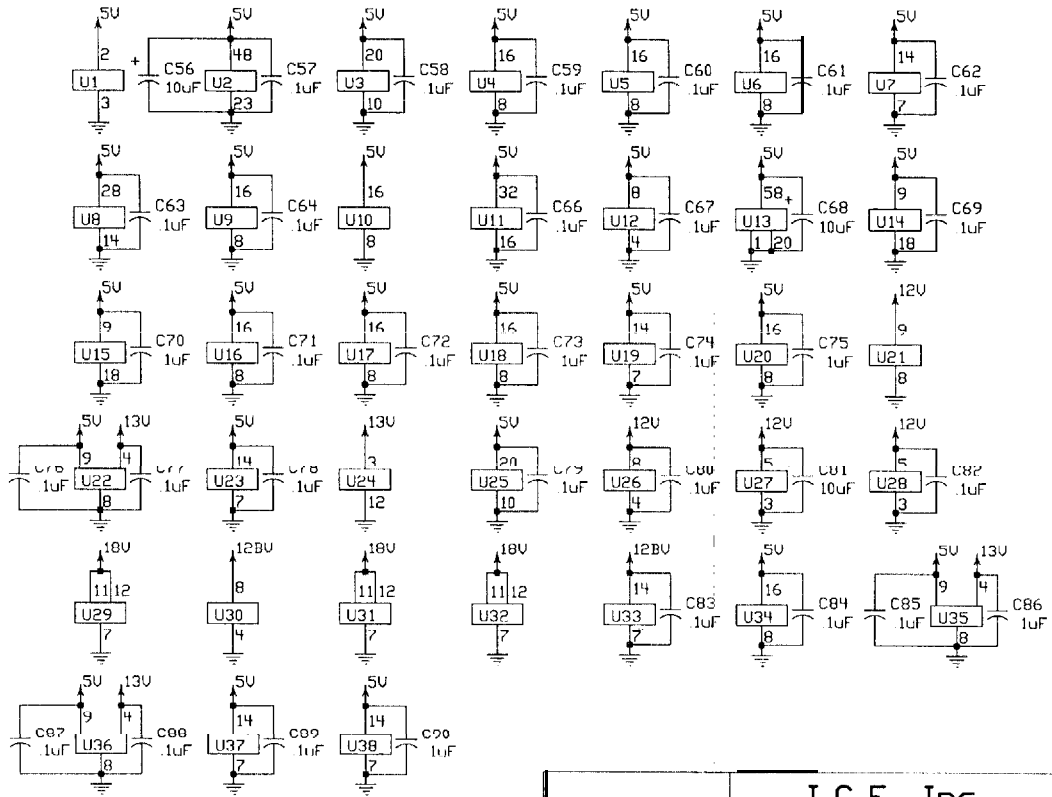 5V 5V 5V 5V 5V 5V 5V
2 + C56 48 C57 20 C58 16 C59 16 C60 16 C61 14 C62
U1 10uF U2 .1uF U3 .1uF U4 .1uF U5 .1uF U6 .1uF U7 .1uF
3 23 10 8 8 8 7
5V 5V 5V 5V 5V 5V 5V
28 C63 16 C64 16 32 C66 8 C67 58 + C68 9 C69
U8 .1uF U9 .1uF U10 U11 .1uF U12 .1uF U13 10uF U14 .1uF
14 8 8 16 4 1 20 18
5V 5V 5V 5V 5V 5V 12V
9 C70 16 C71 16 C72 16 C73 14 C74 16 C75 9
U15 .1uF U16 .1uF U17 .1uF U18 .1uF U19 .1uF U20 1uF U21
18 8 8 8 7 8 8
5V 13V 5V 13V 5V 12V 12V 12V
C76 9 4 C77 14 C78 3 20 C79 8 C80 5 C81 5 C82
.1uF U22 .1uF U23 .1uF U24 U25 .1uF U26 .1uF U27 10uF U28 .1uF
8 7 12 10 4 3 3
18V 12BV 18V 18V 12BV 5V 5V 13V
11 12 8 11 12 11 12 14 C83 16 C84 C85 9 4 C86
U29 U30 U31 U32 U33 .1uF U34 .1uF .1uF U35 1uF
7 4 7 7 7 8 8
5V 13V 5V 5V
C87 9 4 C88 14 C89 14 C90
.1uF U36 .1uF U37 .1uF U38 .1uF
8 7 7